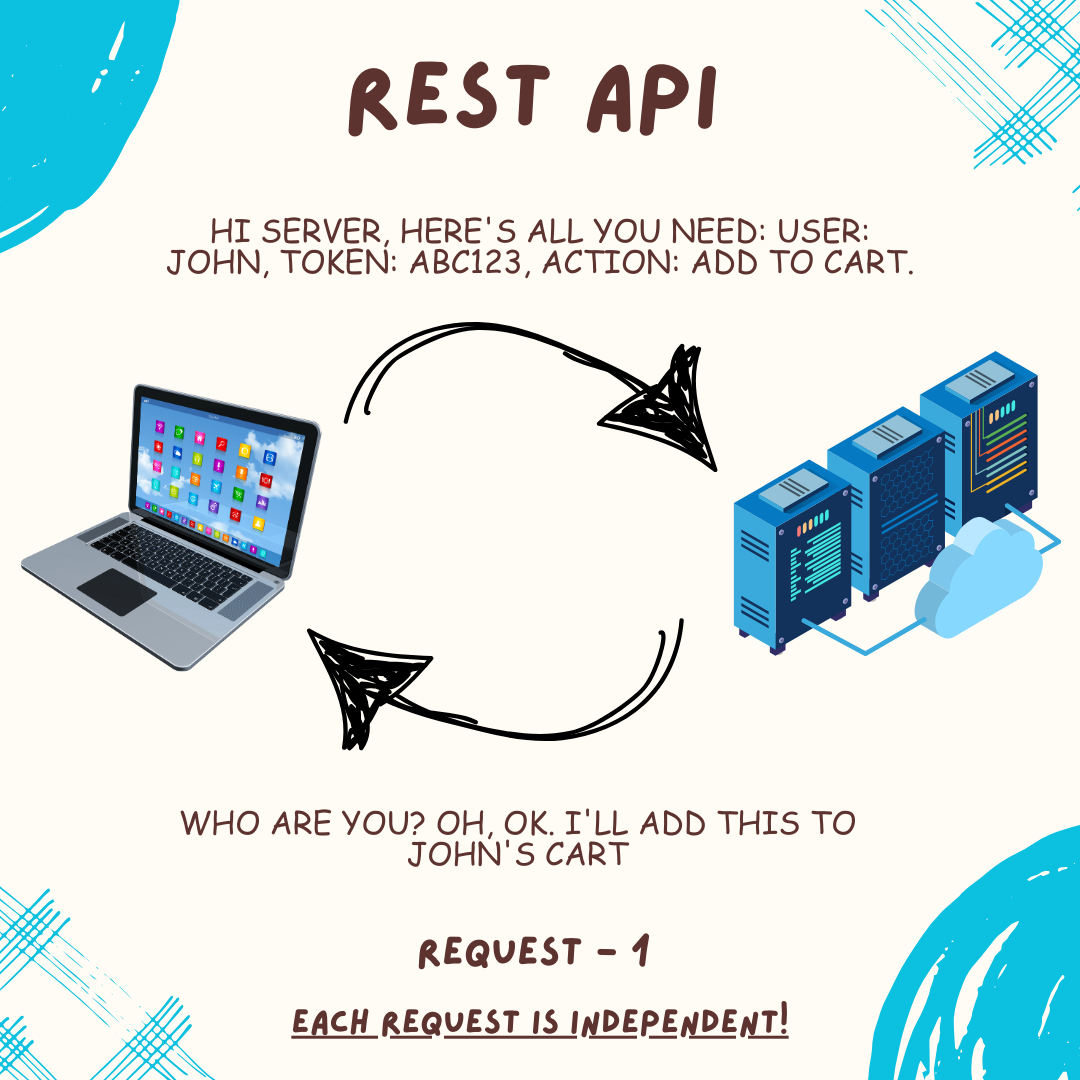 REST API
HI SERVER, HERE'S ALL YOU NEED: USER:
JOHN, TOKEN: ABC123, ACTION: ADD TO CART.
WHO ARE YOU? OH, OK. I'LL ADD THIS TO
JOHN'S CART
REQUEST - 1
EACH REQUEST IS INDEPENDENT!